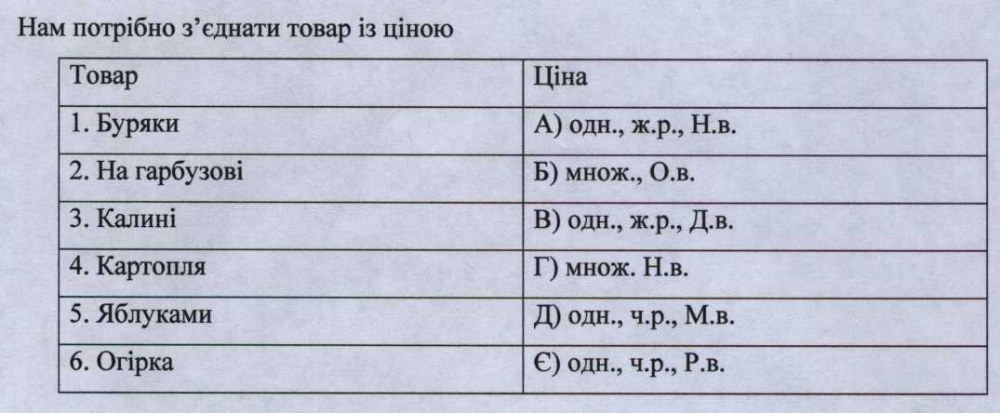 Нам потрібно з’єднати товар із ціною
Товар Ціна
1. Буряки А) одн., ж.р., Н.в.
2. На гарбузові Б) множ., О.в.
3. Калині В) одн., ж.р., Д.в.
4. Картопля Г) множ. Н.в.
5. Яблуками Д) одн., ч.р., М.в.
6. Огірка Є) одн., ч.р., Р.в.